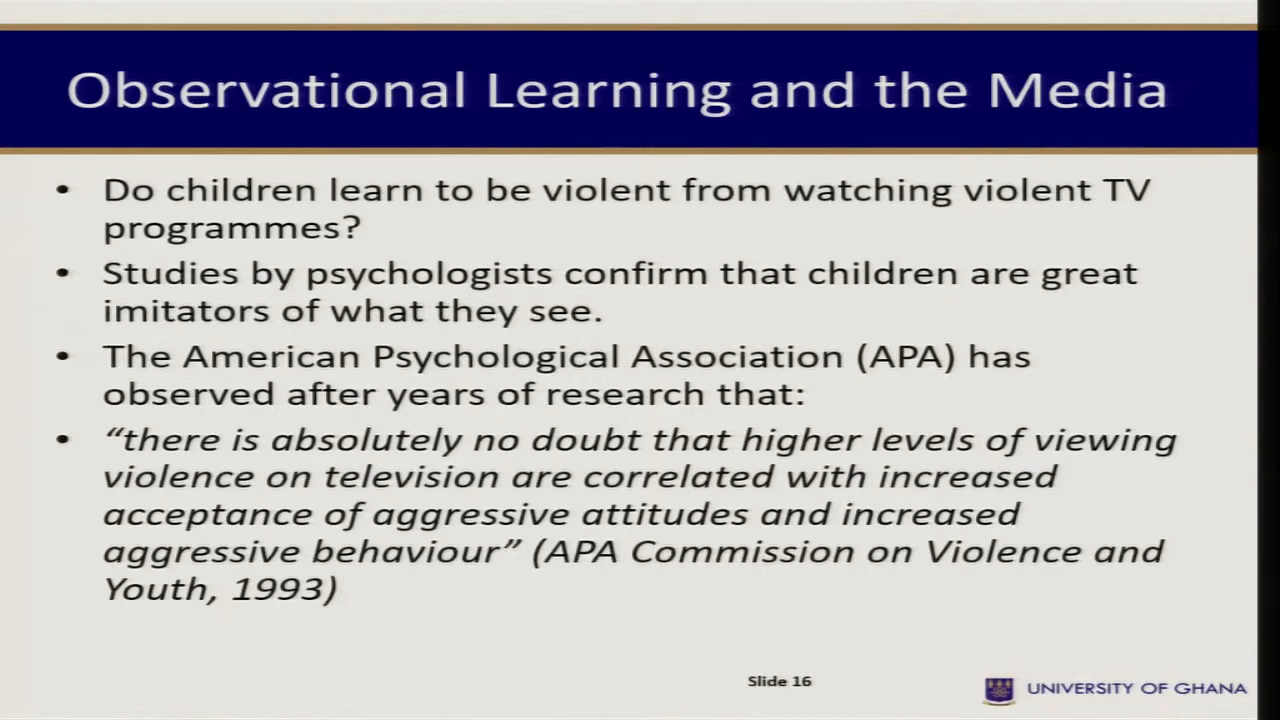 Observational Learning and the Media
• Do children learn to be violent from watching violent TV
programmes?
• Studies by psychologists confirm that children are great
imitators of what they see.
• The American Psychological Association (APA) has
observed after years of research that:
• “there is absolutely no doubt that higher levels of viewing
violence on television are correlated with increased
acceptance of aggressive attitudes and increased
aggressive behaviour” (APA Commission on Violence and
Youth, 1993)
Slide 16
UNIVERSITY OF GHANA